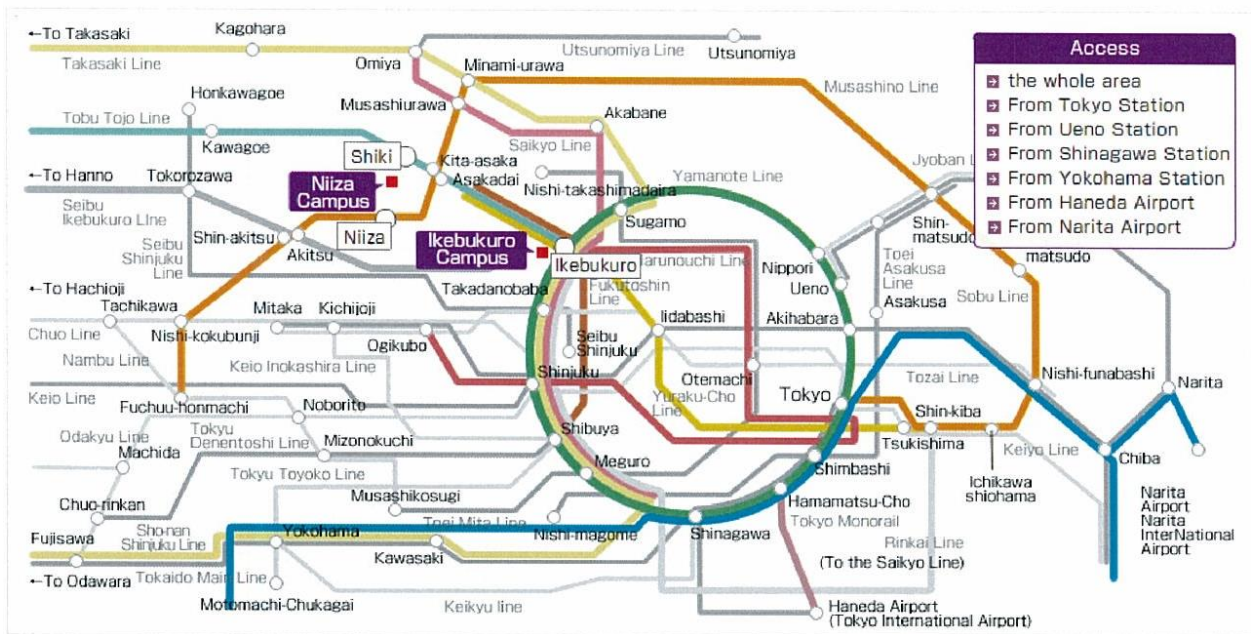 ←To Takasaki
Kagohara
Takasaki Line
Omiya
Utsunomiya Line
Utsunomiya
Minami-urawa
Musashino Line
Honkawagoe
Musashiurawa
Akabane
Tobu Tojo Line
Kawagoe
Saikyo Line
Shiki
Kita-asaka
Asakadai
Nishi-takashimadaira
Yamanote Line
Jyoban
←To Hanno
Tokorozawa
Niiza
Campus
Seibu
Ikebukuro LIne
Sugamo
Shin-
matsudo
Niiza
Shin-akitsu
Akitsu
Ikebukuro
Campus
Ikebukuro
Marunouchi Line
Nippori
Ueno
Toei
Asakusa
Line
matsudo
Seibu
Shinjuku
Line
Takadanobaba
Fukutoshin
Line
←To Hachioji
Tachikawa
Mitaka
Kichijoji
Iidabashi
Akihabara
Asakusa
Sobu Line
Chuo Line
Nishi-kokubunji
Ogikubo
Seibu
Shinjuku
Nambu Line
Keio Inokashira Line
Shinjuku
Otemachi
Tokyo
Tozai Line
Nishi-funabashi
Narita
Keio Line
Fuchuu-honmachi
Noborito
Yuraku-Cho
Line
Shin-kiba
Tsukishima
Odakyu Line
Tokyu
Denentoshi Line
Mizonokuchi
Shibuya
Keiyo Line
Machida
Tokyu Toyoko Line
Meguro
Shimbashi
Ichikawa
shiohama
Chiba
Chuo-rinkan
Musashikosugi
Hamamatsu-Cho
Narita
Airport
Narita
International
Airport
Toei Mita Line
Nishi-magome
Tokyo Monorail
Fujisawa
Sho-nan
Shinjuku Line
Yokohama
Kawasaki
Shinagawa
Rinkai Line
(To the Saikyo Line)
←To Odawara
Tokaido Main Line
Motomachi-Chukagai
Keikyu line
Haneda Airport
(Tokyo International Airport)
Access
the whole area
From Tokyo Station
From Ueno Station
From Shinagawa Station
From Yokohama Station
From Haneda Airport
From Narita Airport